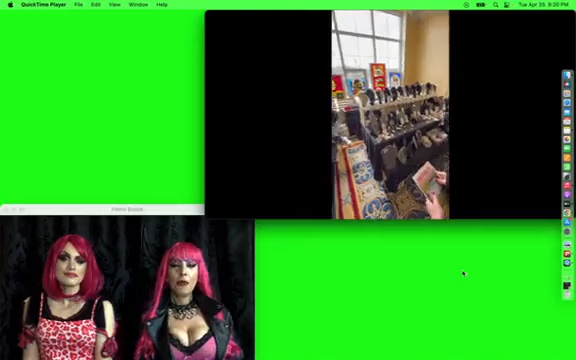 QuickTime Player File Edit View Window Help
Tue Apr 25 8:30 PM
Photo Booth